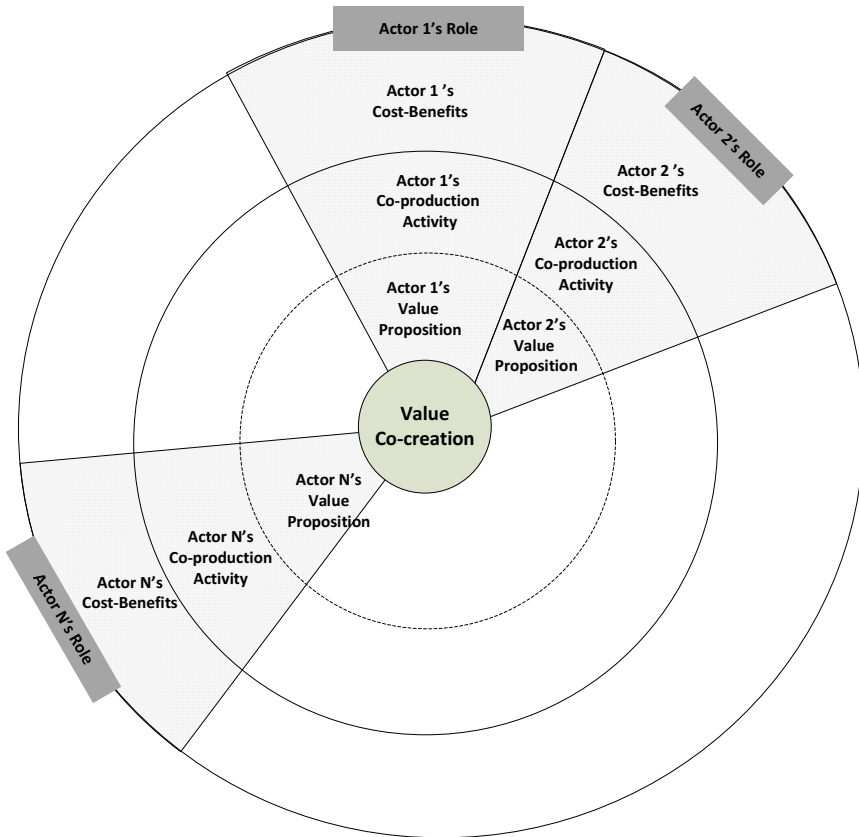 Actor 1's Role
Actor 1 's
Cost-Benefits
Actor 1's
Co-production
Activity
Actor 1's
Value
Proposition
Actor 2's Role
Actor 2 's
Cost-Benefits
Actor 2's
Co-production
Activity
Actor 2's
Value
Proposition
Value
Co-creation
Actor N's
Value
Proposition
Actor N's
Co-production
Activity
Actor N's
Cost-Benefits
Actor N's Role